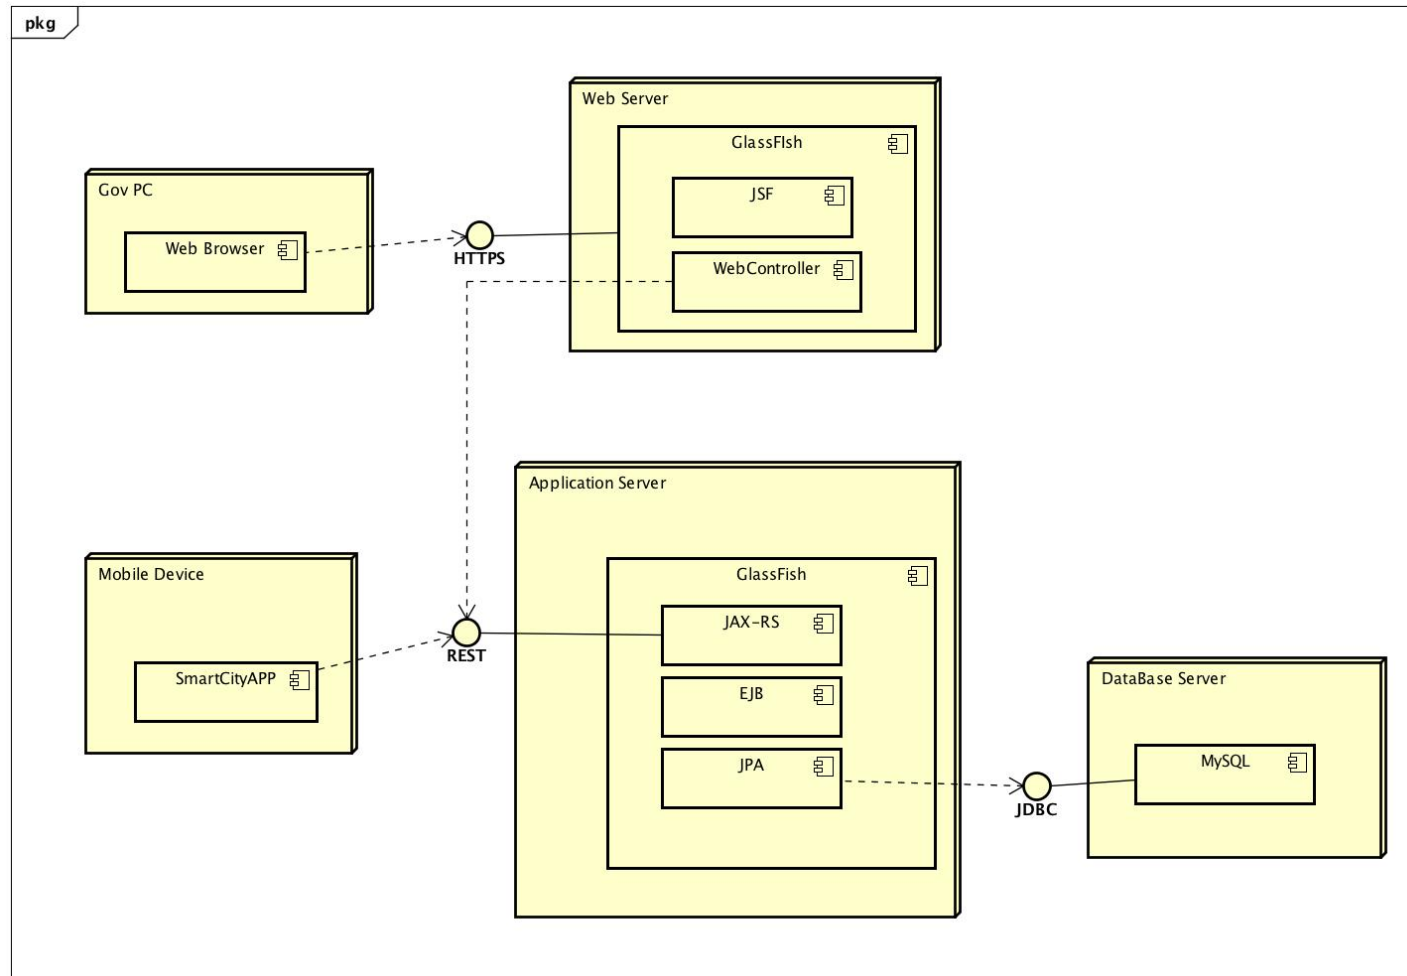 pkg
Web Server
GlassFIsh
JSF
WebController
Gov PC
Web Browser
HTTPS
Application Server
GlassFish
JAX-RS
EJB
JPA
Mobile Device
SmartCityAPP
REST
DataBase Server
MySQL
JDBC